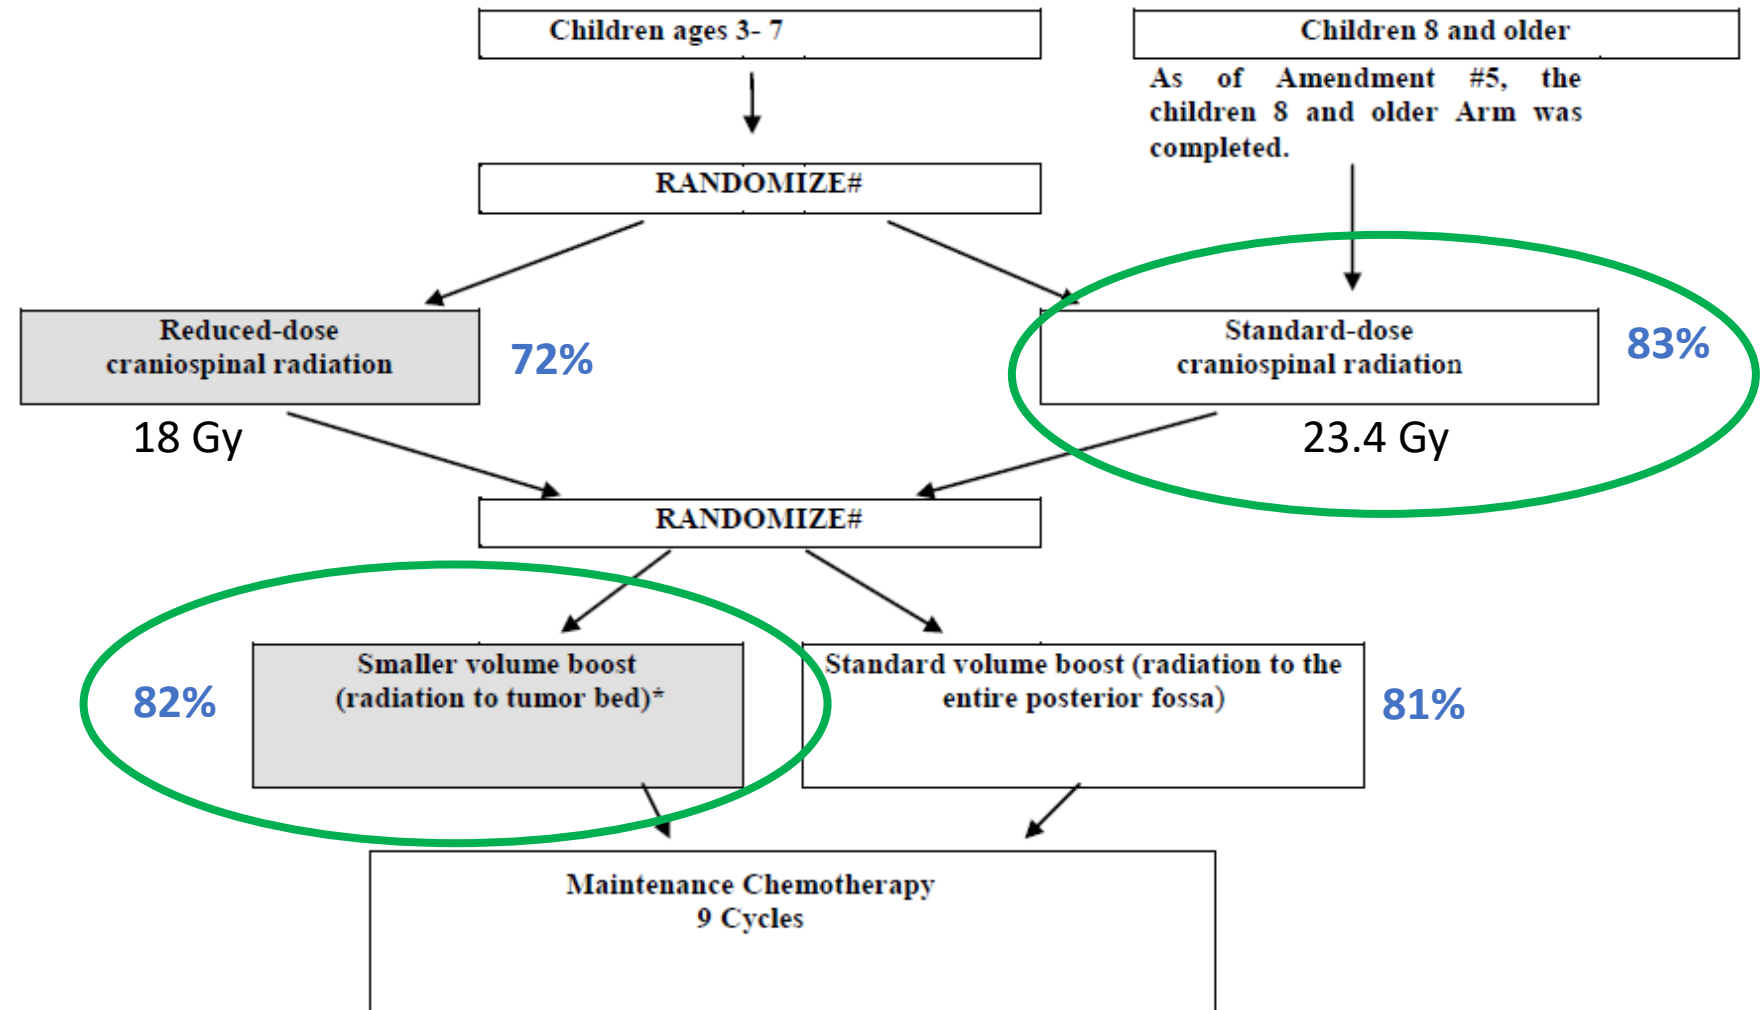 Children ages 3- 7
Children 8 and older
As of Amendment #5, the
children 8 and older Arm was
completed.
RANDOMIZE#
Reduced-dose
craniospinal radiation
72%
18 Gy
Standard-dose
craniospinal radiation
83%
23.4 Gy
RANDOMIZE#
82%
Smaller volume boost
(radiation to tumor bed)*
Standard volume boost (radiation to the
entire posterior fossa)
81%
Maintenance Chemotherapy
9 Cycles